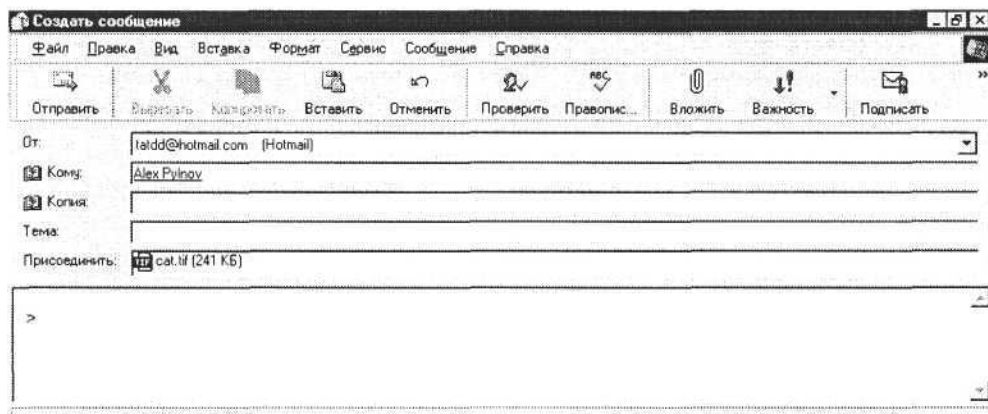 Создать сообщение
Файл Правка Вид Вставка Формат Сервис Сообщение Справка
Отправить Вырезать Копировать Вставить Отменить Проверить Правопис... Вложить Важность Подписать
От: tatdd@hotmail.com (Hotmail)
Кому: Alex Pylnov
Копия:
Тема:
Присоединить: cat.tif (241 КБ)
>